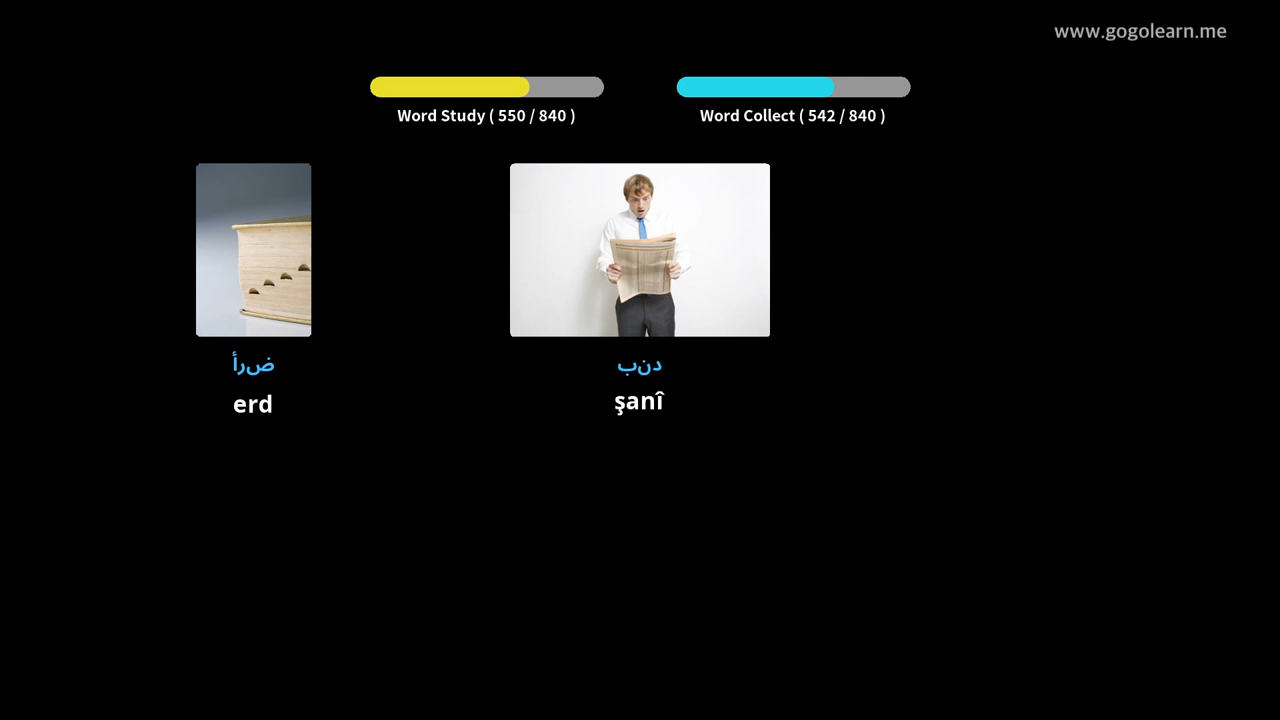 www.gogolearn.me
Word Study ( 550 / 840 )
Word Collect ( 542 / 840 )
ضرأ
erd
دنب
şanî